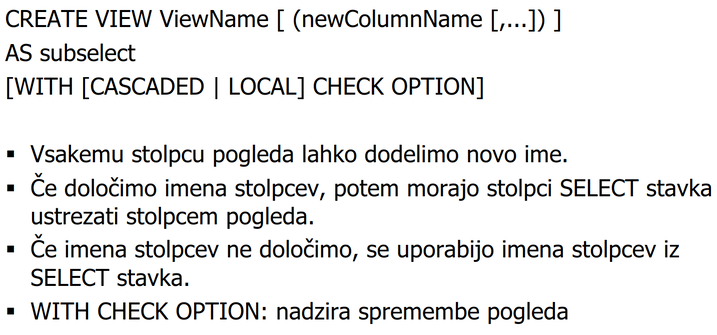 CREATE VIEW ViewName [ (newColumnName [,...]) ]
AS subselect
[WITH [CASCADED | LOCAL] CHECK OPTION]
▪ Vsakemu stolpcu pogleda lahko dodelimo novo ime.
▪ Če določimo imena stolpcev, potem morajo stolpci SELECT stavka
ustrezati stolpcem pogleda.
▪ Če imena stolpcev ne določimo, se uporabijo imena stolpcev iz
SELECT stavka.
▪ WITH CHECK OPTION: nadzira spremembe pogleda